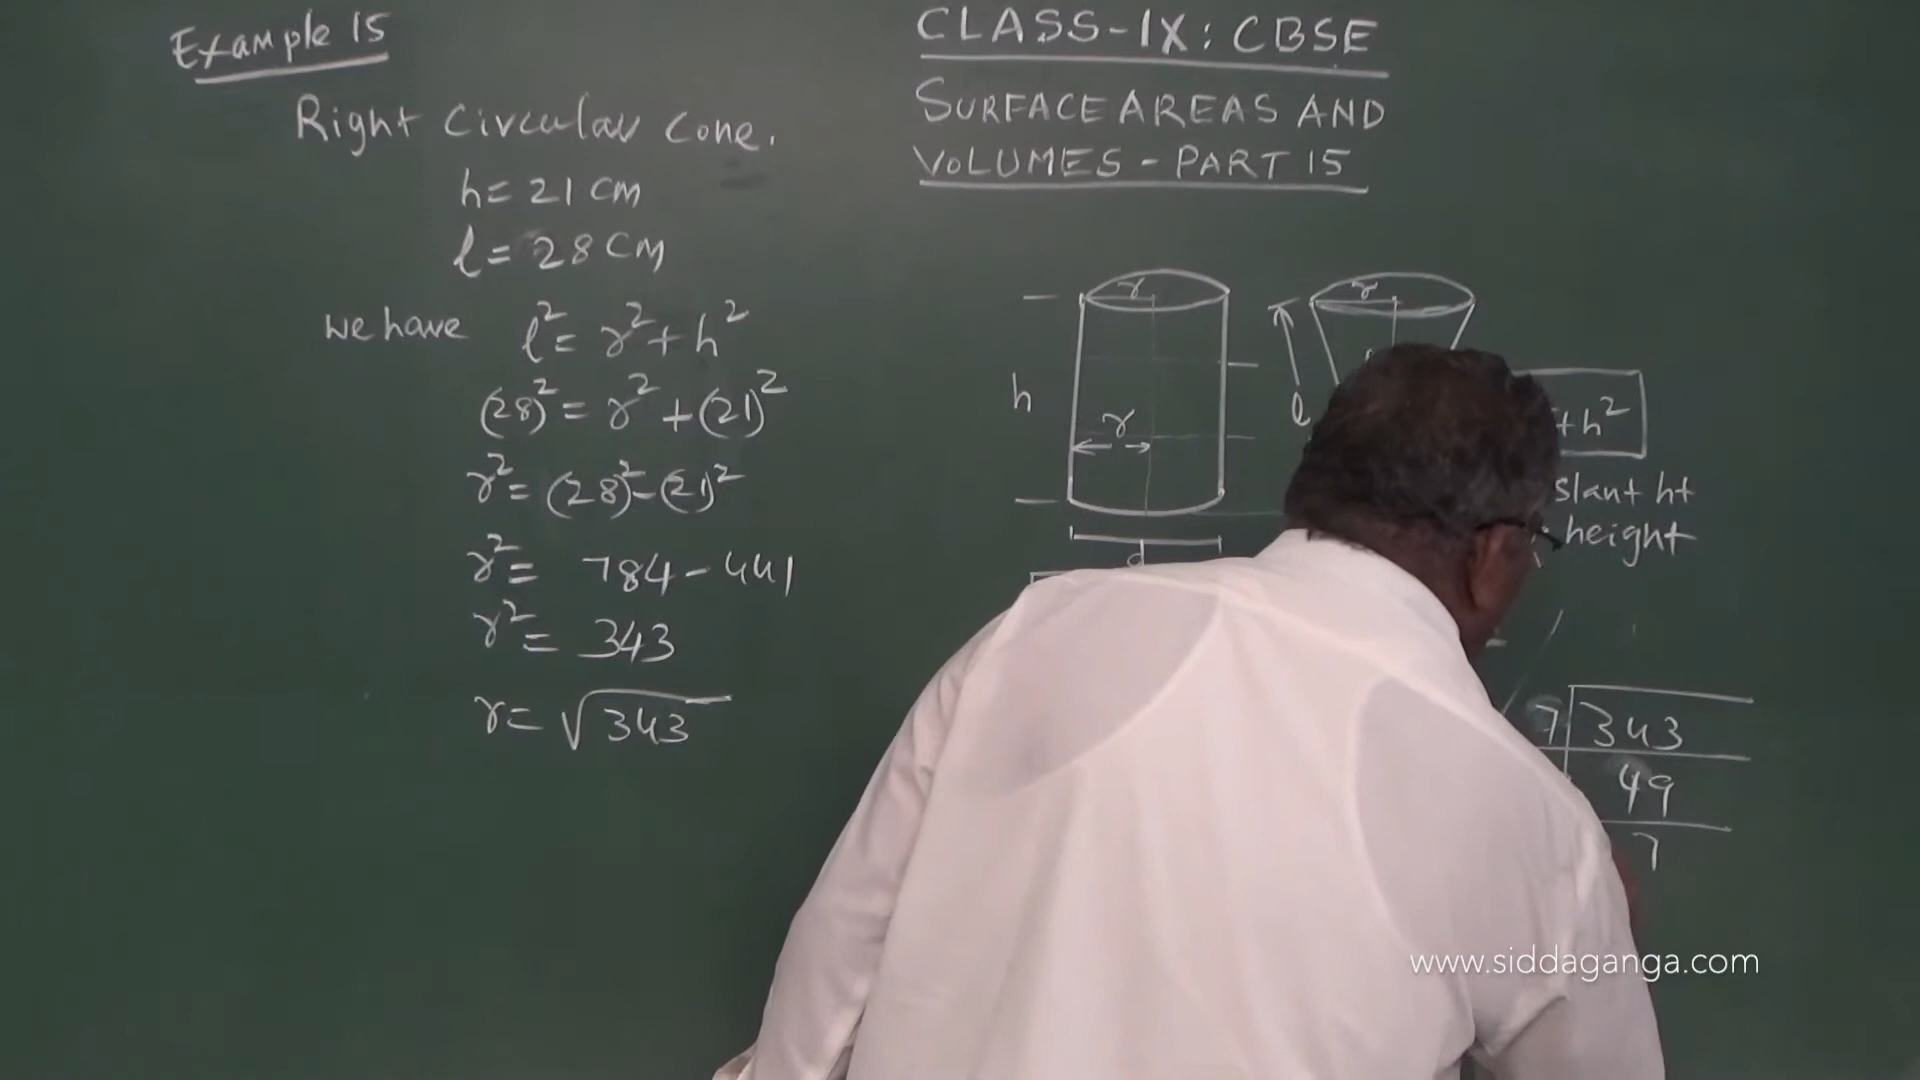 Example 15
Right Circular Cone.
h = 21 cm
l = 28 cm
we have l² = r² + h²
(28)² = r² + (21)²
r² = (28)² - (21)²
r² = 784 - 441
r² = 343
r = √343
CLASS-IX: CBSE
SURFACE AREAS AND
VOLUMES - PART 15
r
r
h
r
l
d
+ h²
slant ht
height
7 343
49
7
www.siddaganga.com